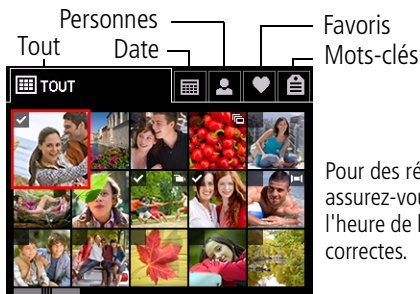 Personnes
Favoris
Tout
Date
Mots-clés
TOUT
Pour des ré
assurez-vou
l'heure de l
correctes.